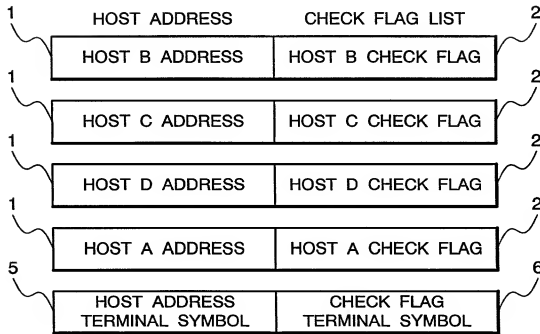 HOST ADDRESS CHECK FLAG LIST
1 HOST B ADDRESS HOST B CHECK FLAG 2
1 HOST C ADDRESS HOST C CHECK FLAG 2
1 HOST D ADDRESS HOST D CHECK FLAG 2
1 HOST A ADDRESS HOST A CHECK FLAG 2
5 HOST ADDRESS CHECK FLAG 6
TERMINAL SYMBOL TERMINAL SYMBOL